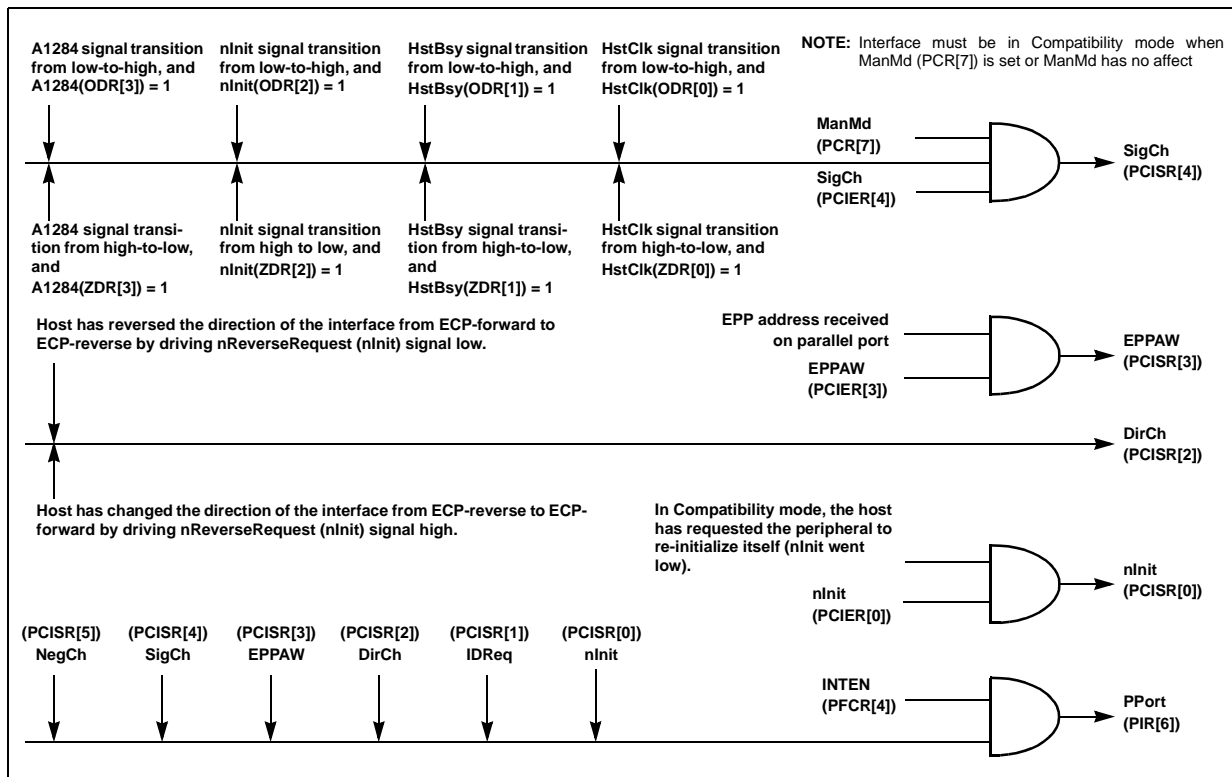 A1284 signal transition
from low-to-high, and
A1284(ODR[3]) = 1
nInit signal transition
from low-to-high, and
nInit(ODR[2]) = 1
HstBsy signal transition
from low-to-high, and
HstBsy(ODR[1]) = 1
HstClk signal transition
from low-to-high, and
HstClk(ODR[0]) = 1
NOTE: Interface must be in Compatibility mode when
ManMd (PCR[7]) is set or ManMd has no affect
ManMd
(PCR[7])
SigCh
(PCIER[4])
SigCh
(PCISR[4])
A1284 signal transi-
tion from high-to-low,
and
A1284(ZDR[3]) = 1
nInit signal transition
from high to low, and
nInit(ZDR[2]) = 1
HstBsy signal transi-
tion from high-to-low,
and
HstBsy(ZDR[1]) = 1
HstClk signal transition
from high-to-low, and
HstClk(ZDR[0]) = 1
Host has reversed the direction of the interface from ECP-forward to
ECP-reverse by driving nReverseRequest (nInit) signal low.
EPP address received
on parallel port
EPPAW
(PCIER[3])
EPPAW
(PCISR[3])
DirCh
(PCISR[2])
Host has changed the direction of the interface from ECP-reverse to ECP-
forward by driving nReverseRequest (nInit) signal high.
In Compatibility mode, the host
has requested the peripheral to
re-initialize itself (nInit went
low).
nInit
(PCIER[0])
nInit
(PCISR[0])
(PCISR[5])
NegCh
(PCISR[4])
SigCh
(PCISR[3])
EPPAW
(PCISR[2])
DirCh
(PCISR[1])
IDReq
(PCISR[0])
nInit
INTEN
(PFCR[4])
PPort
(PIR[6])